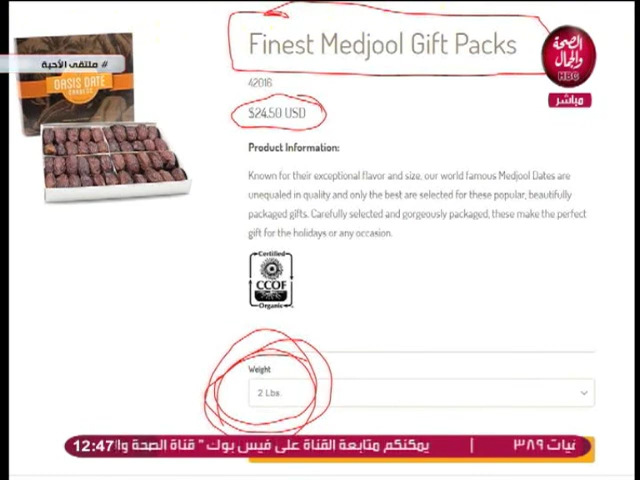 Finest Medjool Gift Packs
الصحة
والجمال
HBC
مباشر
# ملتقى الأحبة
OASIS DATE
GARDENS
42016
$24.50 USD
Product Information:
Known for their exceptional flavor and size, our world famous Medjool Dates are
unequaled in quality and only the best are selected for these popular, beautifully
packaged gifts. Carefully selected and gorgeously packaged, these make the perfect
gift for the holidays or any occasion.
Certified
CCOF
Organic
Weight
2 Lbs.
12:47
يمكنكم متابعة القناة على فيس بوك " قناة الصحة وال
| ٣٨٩